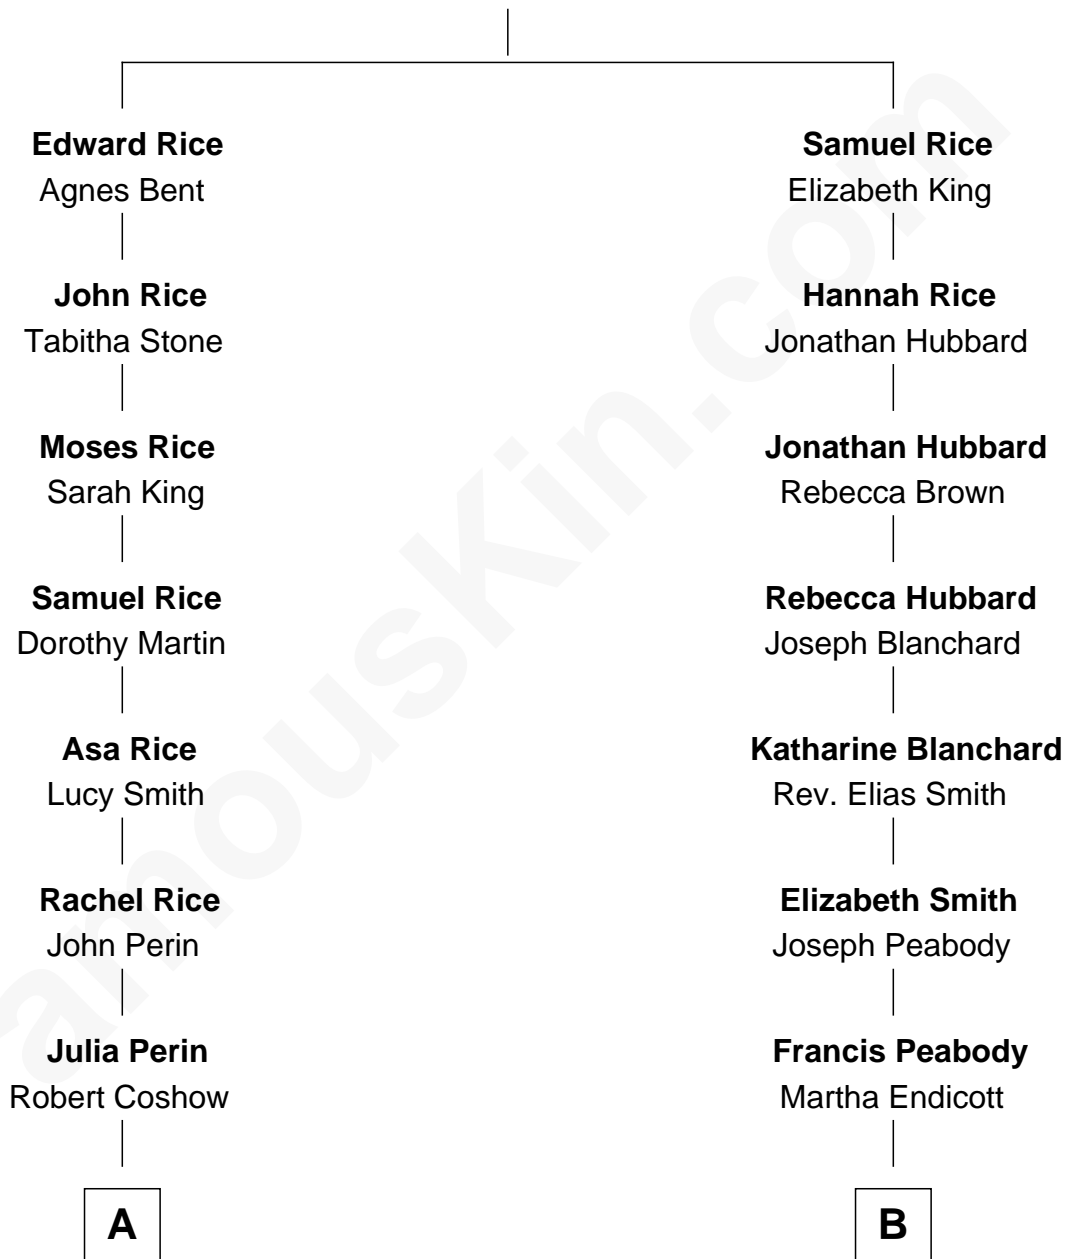 Edward Rice
Agnes Bent
John Rice
Tabitha Stone
Moses Rice
Sarah King
Samuel Rice
Dorothy Martin
Asa Rice
Lucy Smith
Rachel Rice
John Perin
Julia Perin
Robert Coshow
A
Samuel Rice
Elizabeth King
Hannah Rice
Jonathan Hubbard
Jonathan Hubbard
Rebecca Brown
Rebecca Hubbard
Joseph Blanchard
Katharine Blanchard
Rev. Elias Smith
Elizabeth Smith
Joseph Peabody
Francis Peabody
Martha Endicott
B
amousKin.com